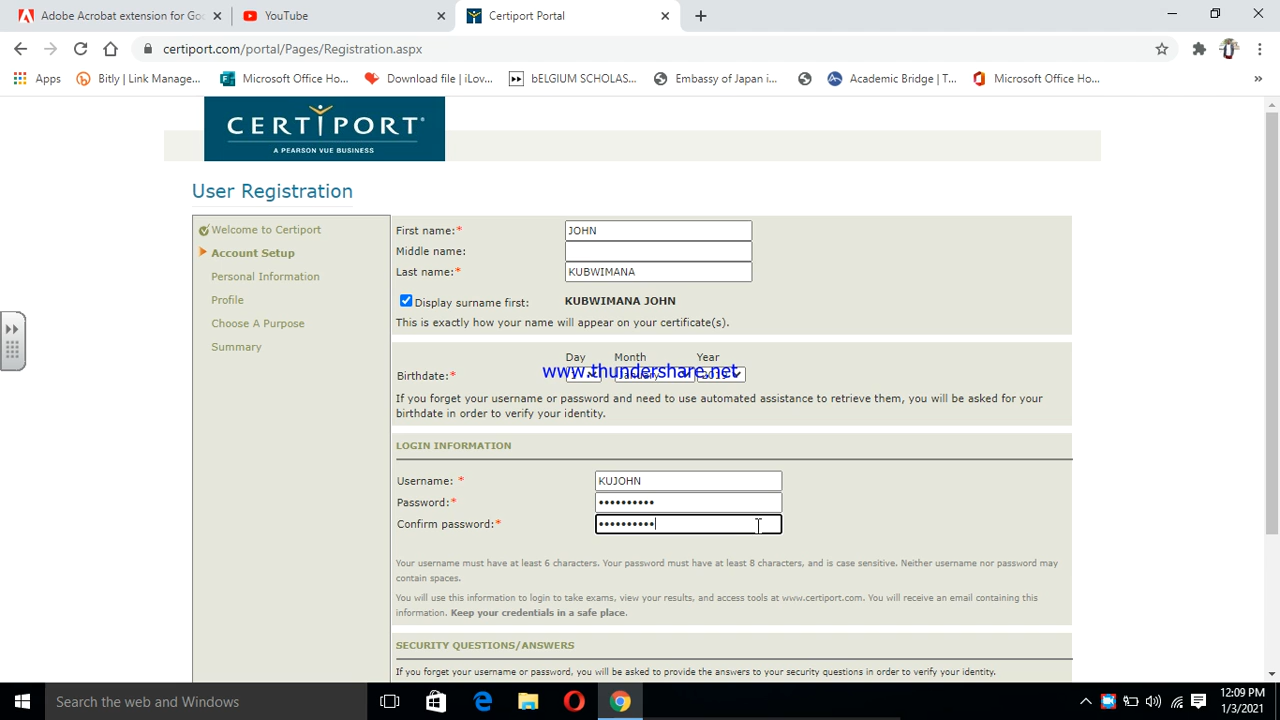 Adobe Acrobat extension for Goo
YouTube
Certiport Portal
certiport.com/portal/Pages/Registration.aspx
Apps
Bitly | Link Manage...
Microsoft Office Ho...
Download file | iLov...
bELGIUM SCHOLAS...
Embassy of Japan i...
Academic Bridge | T...
Microsoft Office Ho...
CERTIPORT
A PEARSON VUE BUSINESS
User Registration
Welcome to Certiport
Account Setup
Personal Information
Profile
Choose A Purpose
Summary
First name:* JOHN
Middle name:
Last name:* KUBWIMANA
Display surname first: KUBWIMANA JOHN
This is exactly how your name will appear on your certificate(s).
Day Month Year
Birthdate:* January
www.thundershare.net
If you forget your username or password and need to use automated assistance to retrieve them, you will be asked for your
birthdate in order to verify your identity.
LOGIN INFORMATION
Username: * KUJOHN
Password:* ••••••••••
Confirm password:* ••••••••••
Your username must have at least 6 characters. Your password must have at least 8 characters, and is case sensitive. Neither username nor password may
contain spaces.
You will use this information to login to take exams, view your results, and access tools at www.certiport.com. You will receive an email containing this
information. Keep your credentials in a safe place.
SECURITY QUESTIONS/ANSWERS
If you forget your username or password, you will be asked to provide the answers to your security questions in order to verify your identity.
Search the web and Windows
12:09 PM
1/3/2021